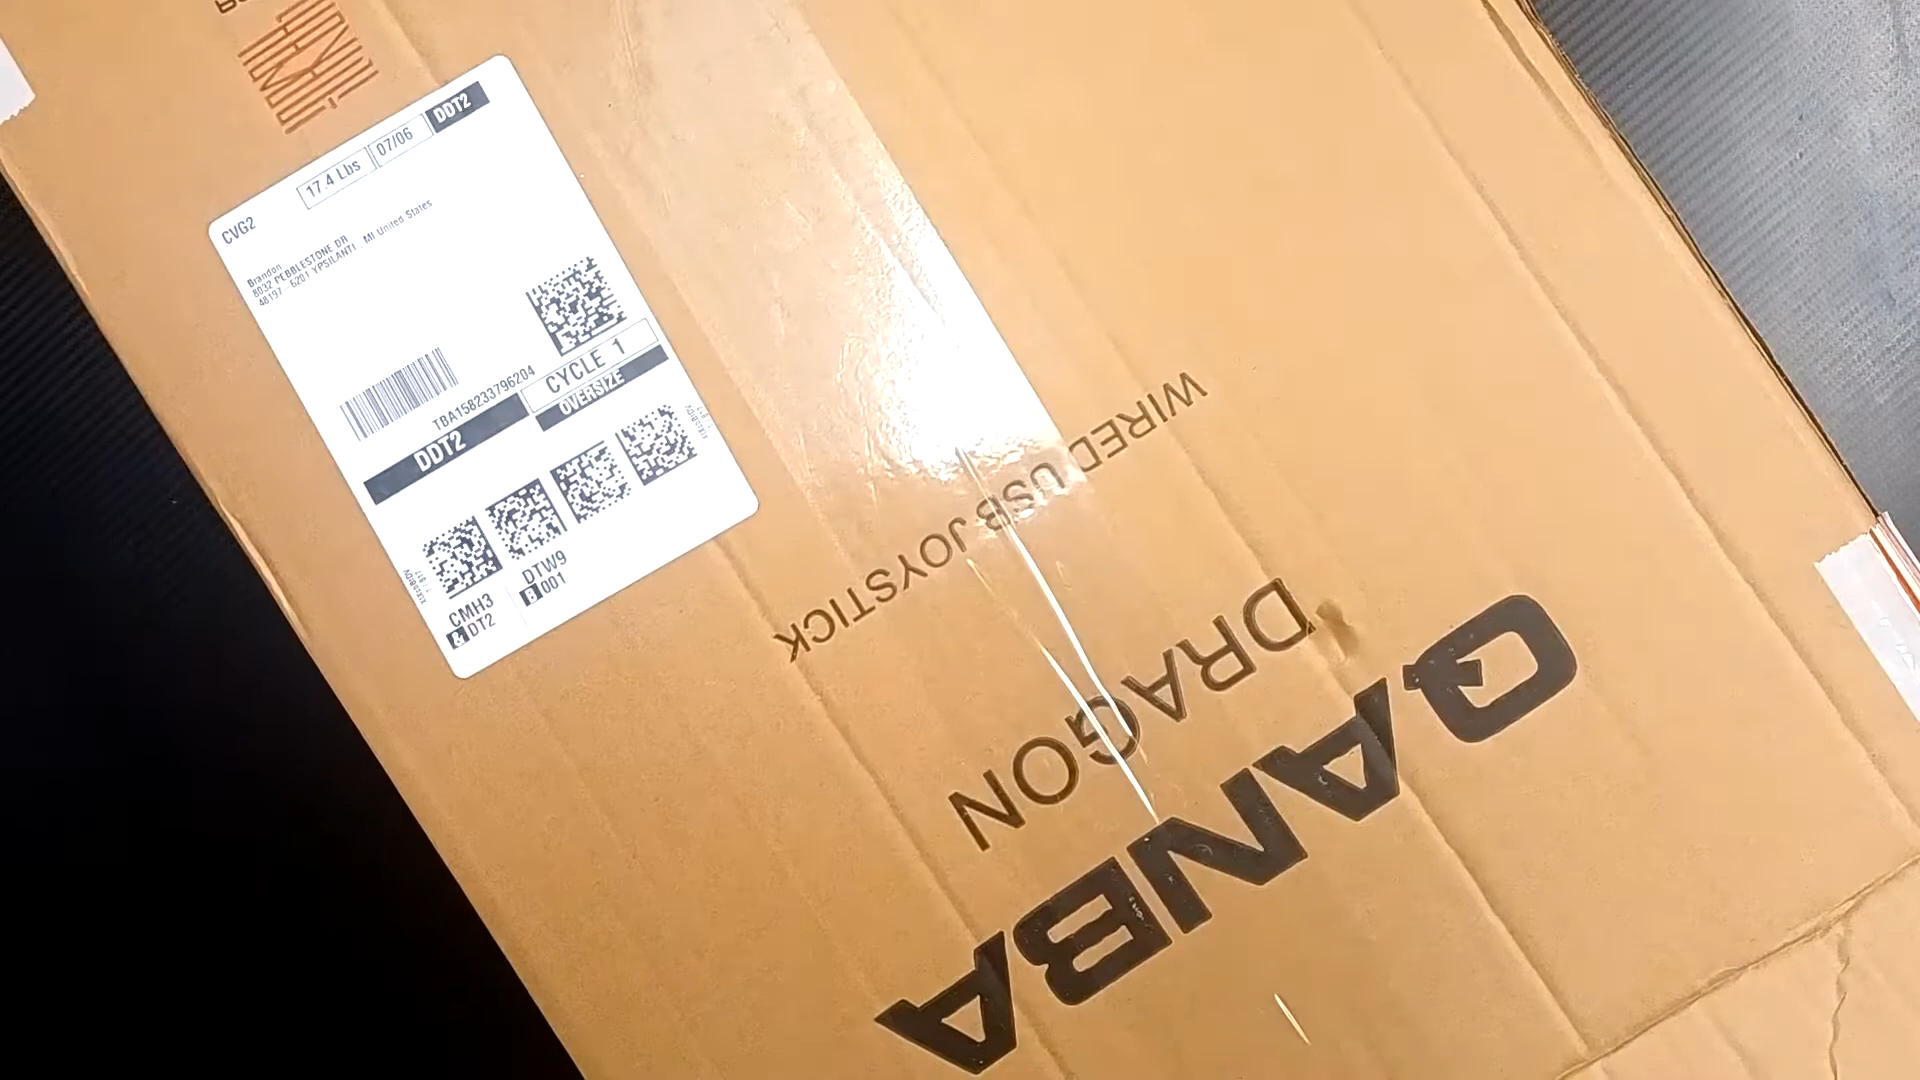 CVG2
17.4 Lbs
07/06
DDT2
Brandon
8032 PEBBLESTONE DR
48197-6201 YPSILANTI, MI United States
TBA158233796204
CYCLE 1
DDT2
OVERSIZE
CMH3
DTW9
& DT2
B 001
QANBA
DRAGON
WIRED USB JOYSTICK